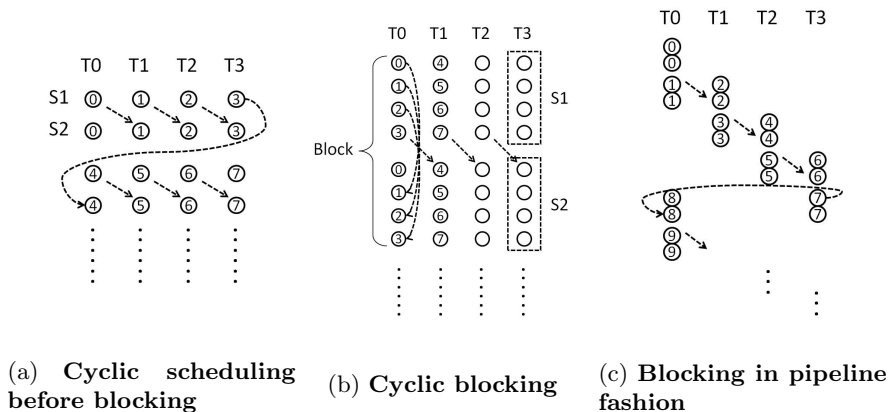 T0 T1 T2 T3
S1 0 1 2 3
S2 0 1 2 3
4 5 6 7
4 5 6 7
(a) Cyclic scheduling
before blocking
T0 T1 T2 T3
0 4
1 5
2 6
3 7
S1
Block
0 4
1 5
2 6
3 7
S2
(b) Cyclic blocking
T0 T1 T2 T3
0
0
1 2
1 2
3 4
3 4
5 6
5 6
8 7
8 7
9
9
(c) Blocking in pipeline
fashion